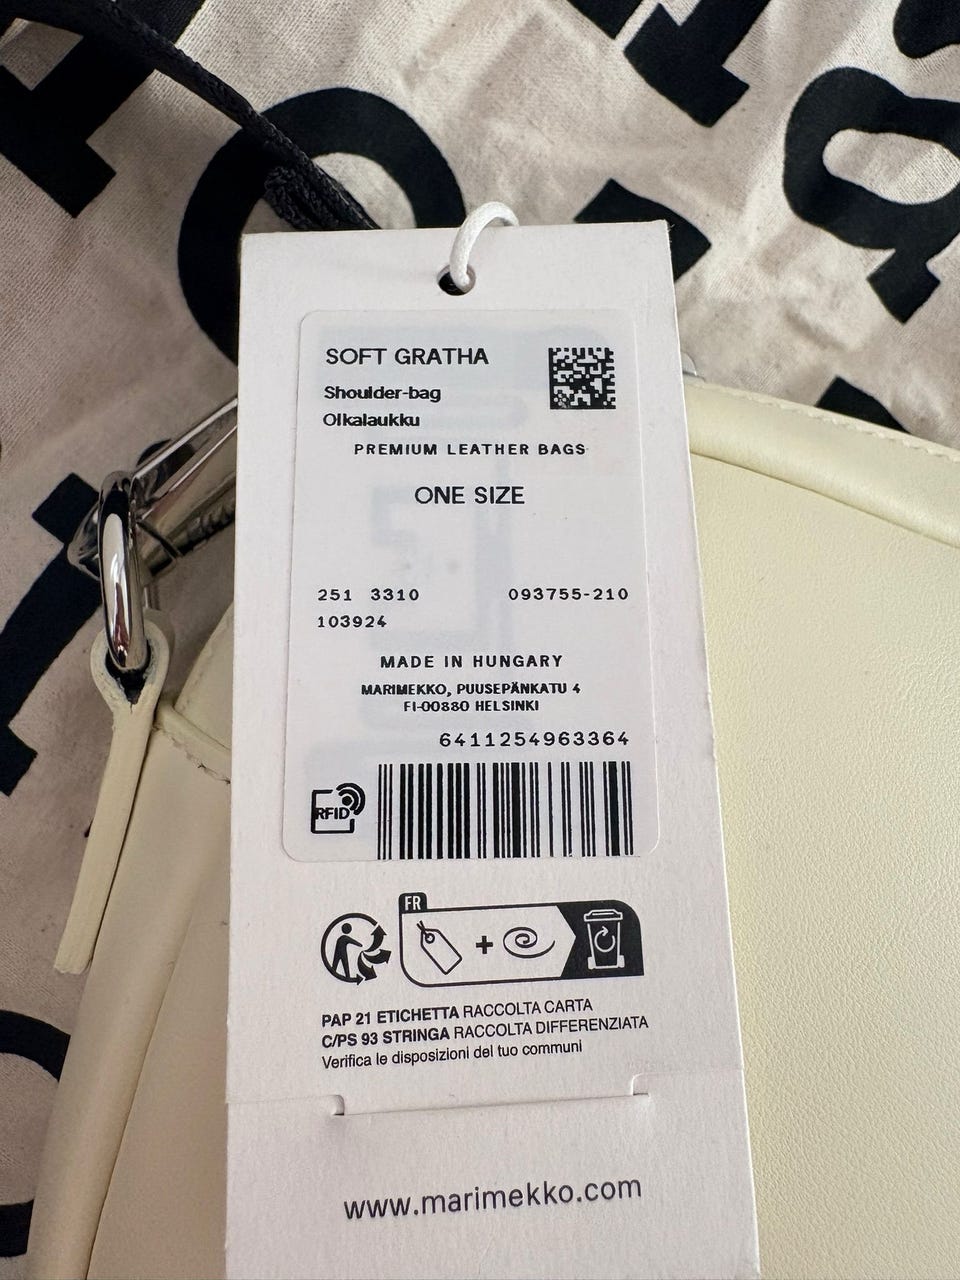 SOFT GRATHA
Shoulder-bag
Olkalaukku
PREMIUM LEATHER BAGS
ONE SIZE
251 3310 093755-210
103924
MADE IN HUNGARY
MARIMEKKO, PUUSEPÄNKATU 4
FI-00880 HELSINKI
6411254963364
RFID
FR
PAP 21 ETICHETTA RACCOLTA CARTA
C/PS 93 STRINGA RACCOLTA DIFFERENZIATA
Verifica le disposizioni del tuo communi
www.marimekko.com